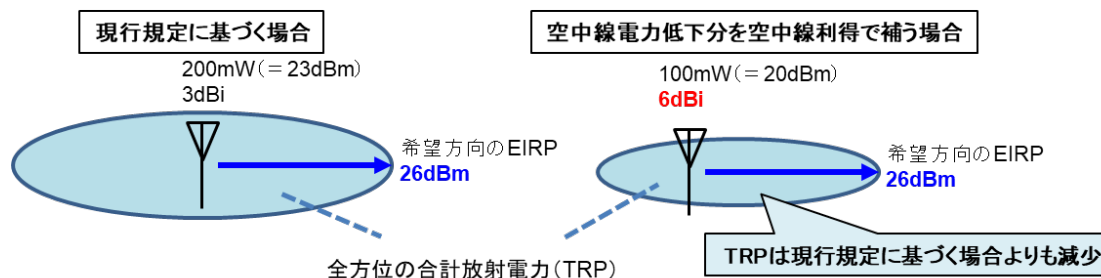 現行規定に基づく場合
200mW(=23dBm)
3dBi
希望方向のEIRP
26dBm
空中線電力低下分を空中線利得で補う場合
100mW(=20dBm)
6dBi
希望方向のEIRP
26dBm
TRPは現行規定に基づく場合よりも減少
全方位の合計放射電力(TRP)